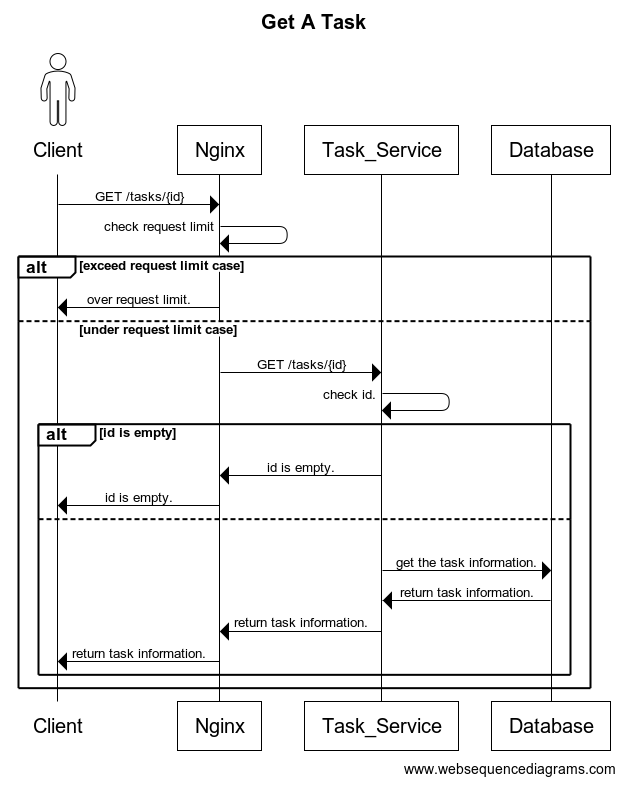 Get A Task
Client
Nginx
Task_Service
Database
GET /tasks/{id}
check request limit
alt
[exceed request limit case]
over request limit.
[under request limit case]
GET /tasks/{id}
check id.
alt
[id is empty]
id is empty.
id is empty.
get the task information.
return task information.
return task information.
return task information.
Client
Nginx
Task_Service
Database
www.websequencediagrams.com